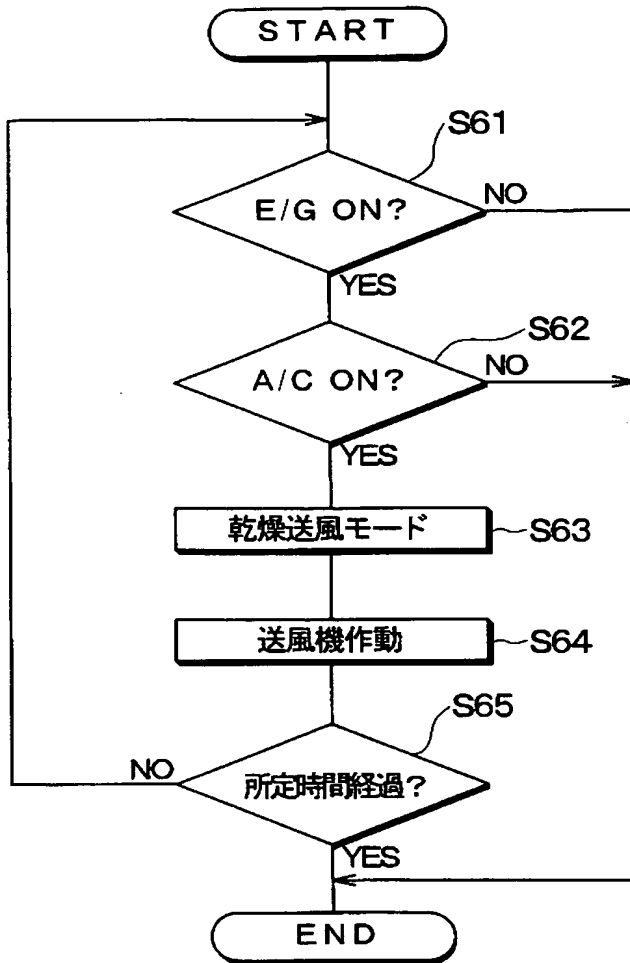 START
S61
E/G ON?
NO
YES
S62
A/C ON?
NO
YES
乾燥送風モード
S63
送風機作動
S64
S65
NO
所定時間経過?
YES
END